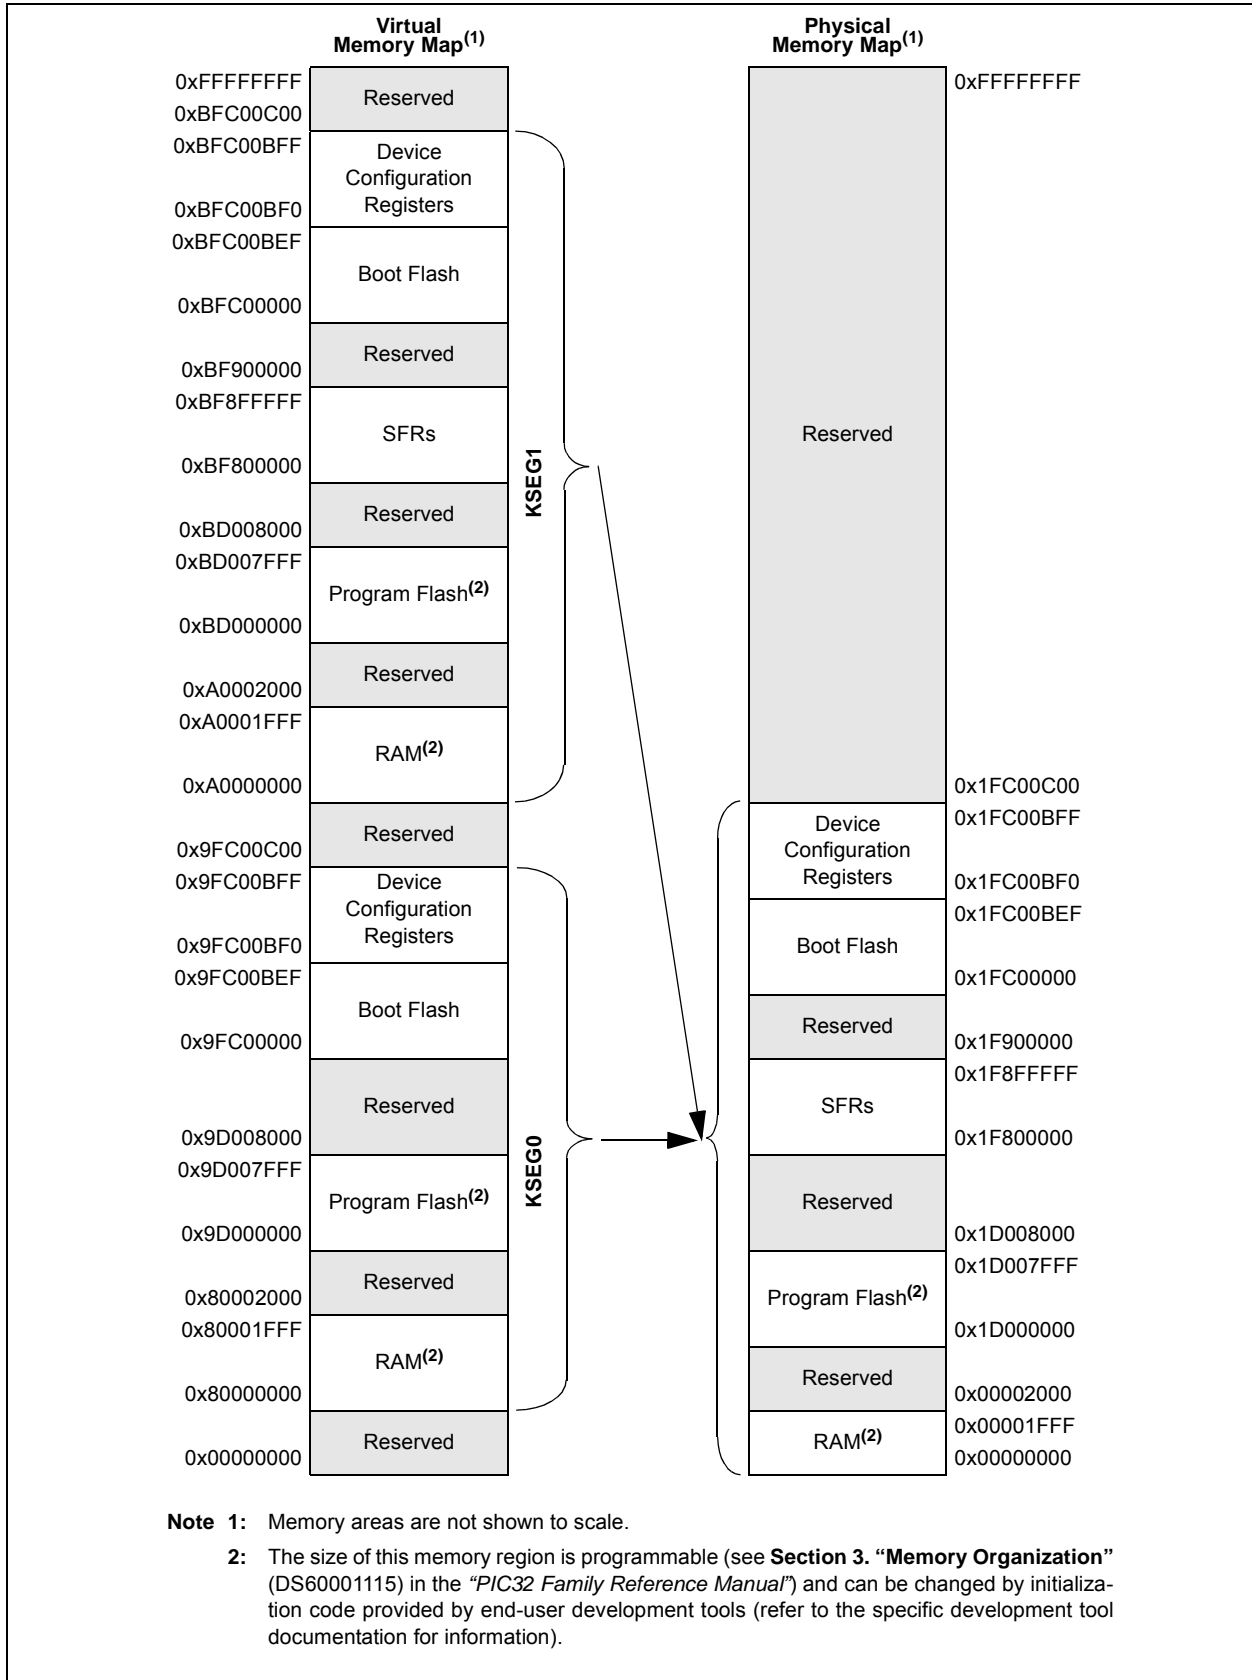 Virtual
Memory Map(1)
Physical
Memory Map(1)
0xFFFFFFFF
Reserved
0xBFC00C00
0xBFC00BFF
Device
Configuration
Registers
0xBFC00BF0
0xBFC00BEF
Boot Flash
0xBFC00000
Reserved
0xBF900000
0xBF8FFFFF
SFRs
0xBF800000
Reserved
0xBD008000
0xBD007FFF
Program Flash(2)
0xBD000000
Reserved
0xA0002000
0xA0001FFF
RAM(2)
0xA0000000
KSEG1
Reserved
0x9FC00C00
0x9FC00BFF
Device
Configuration
Registers
0x9FC00BF0
0x9FC00BEF
Boot Flash
0x9FC00000
Reserved
0x9D008000
0x9D007FFF
Program Flash(2)
0x9D000000
Reserved
0x80002000
0x80001FFF
RAM(2)
0x80000000
KSEG0
Reserved
0x00000000
0xFFFFFFFF
Reserved
0x1FC00C00
0x1FC00BFF
Device
Configuration
Registers
0x1FC00BF0
0x1FC00BEF
Boot Flash
0x1FC00000
Reserved
0x1F900000
0x1F8FFFFF
SFRs
0x1F800000
Reserved
0x1D008000
0x1D007FFF
Program Flash(2)
0x1D000000
Reserved
0x00002000
0x00001FFF
RAM(2)
0x00000000
Note 1: Memory areas are not shown to scale.
2: The size of this memory region is programmable (see Section 3. “Memory Organization”
(DS60001115) in the “PIC32 Family Reference Manual”) and can be changed by initializa-
tion code provided by end-user development tools (refer to the specific development tool
documentation for information).